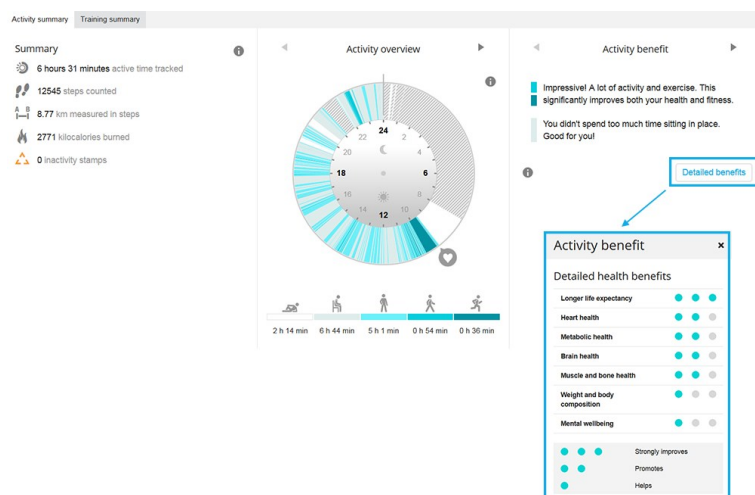 Activity summary
Training summary
Summary
6 hours 31 minutes active time tracked
12545 steps counted
A B
8.77 km measured in steps
2771 kilocalories burned
0 inactivity stamps
Activity overview
24
22
2
20
4
18
6
16
8
14
10
12
2 h 14 min
6 h 44 min
5 h 1 min
0 h 54 min
0 h 36 min
Activity benefit
Impressive! A lot of activity and exercise. This
significantly improves both your health and fitness.
You didn't spend too much time sitting in place.
Good for you!
Detailed benefits
Activity benefit
×
Detailed health benefits
Longer life expectancy
Heart health
Metabolic health
Brain health
Muscle and bone health
Weight and body
composition
Mental wellbeing
Strongly improves
Promotes
Helps